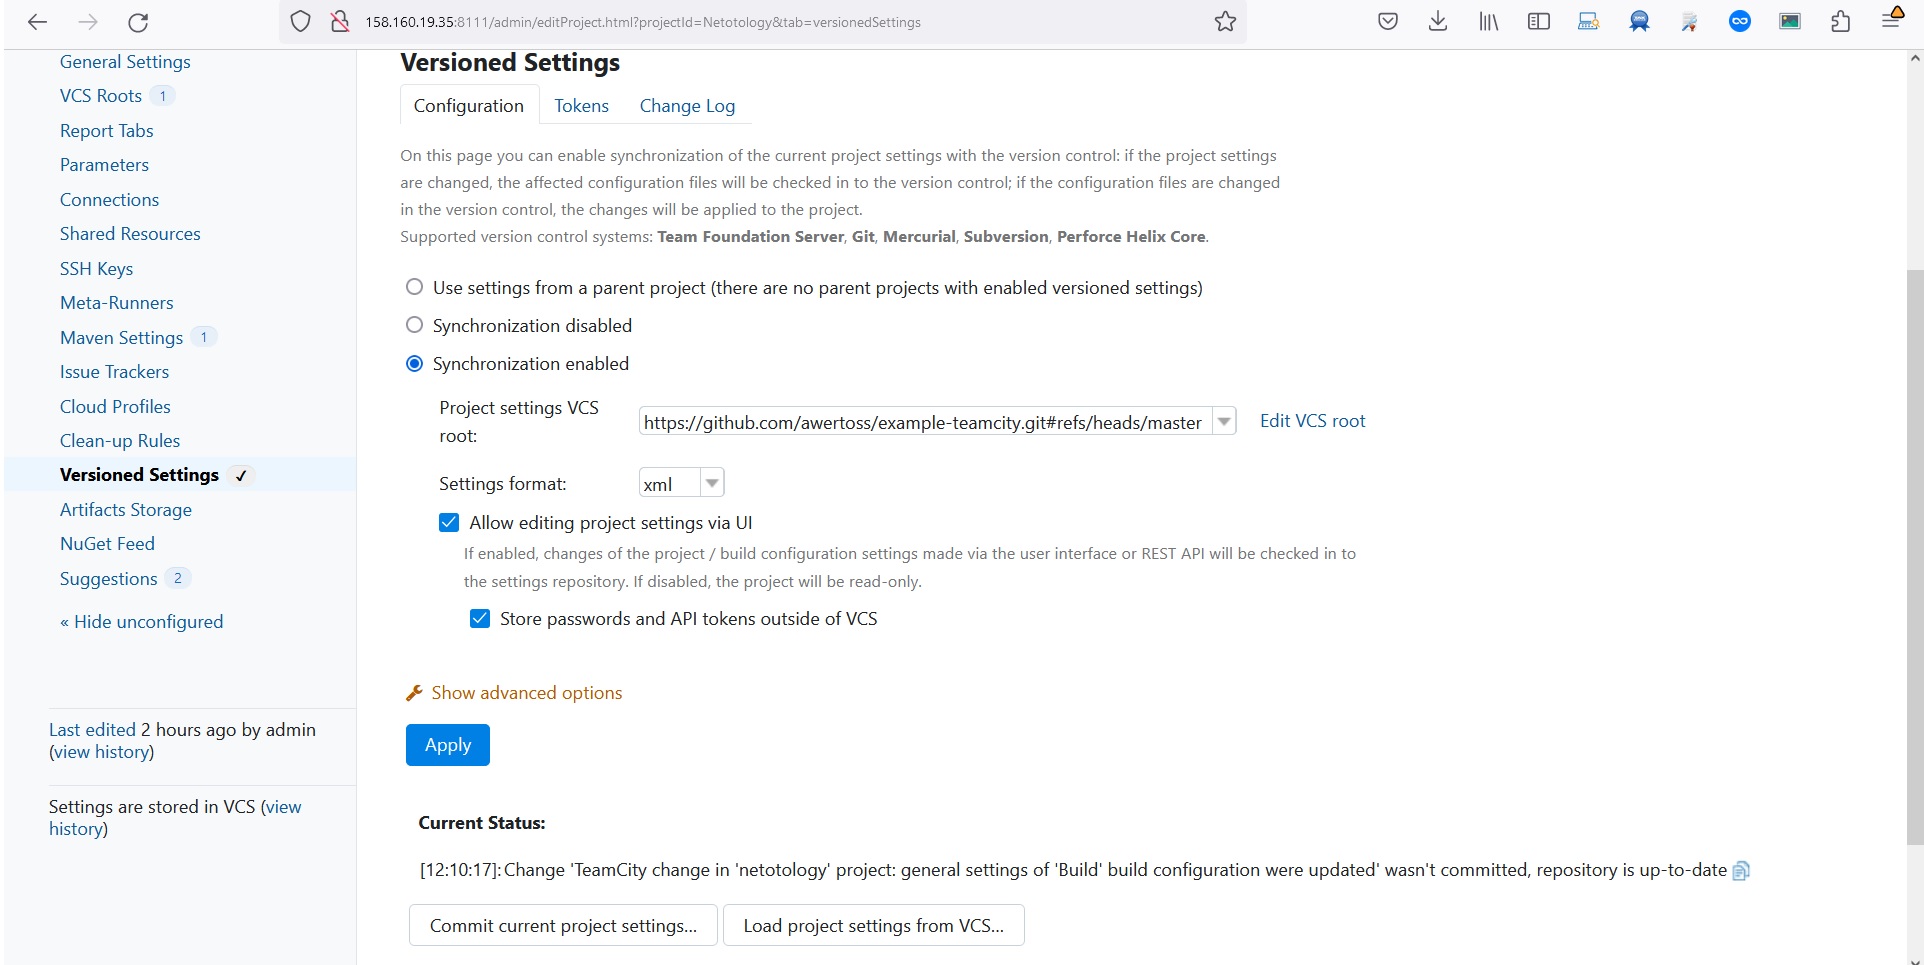 158.160.19.35:8111/admin/editProject.html?projectId=Netotology&tab=versionedSettings
General Settings
VCS Roots 1
Report Tabs
Parameters
Connections
Shared Resources
SSH Keys
Meta-Runners
Maven Settings 1
Issue Trackers
Cloud Profiles
Clean-up Rules
Versioned Settings ✓
Artifacts Storage
NuGet Feed
Suggestions 2
« Hide unconfigured
Last edited 2 hours ago by admin
(view history)
Settings are stored in VCS (view
history)
Versioned Settings
Configuration Tokens Change Log
On this page you can enable synchronization of the current project settings with the version control: if the project settings
are changed, the affected configuration files will be checked in to the version control; if the configuration files are changed
in the version control, the changes will be applied to the project.
Supported version control systems: Team Foundation Server, Git, Mercurial, Subversion, Perforce Helix Core.
Use settings from a parent project (there are no parent projects with enabled versioned settings)
Synchronization disabled
Synchronization enabled
Project settings VCS
root:
https://github.com/awertoss/example-teamcity.git#refs/heads/master
Edit VCS root
Settings format: xml
Allow editing project settings via UI
If enabled, changes of the project / build configuration settings made via the user interface or REST API will be checked in to
the settings repository. If disabled, the project will be read-only.
Store passwords and API tokens outside of VCS
Show advanced options
Apply
Current Status:
[12:10:17]: Change 'TeamCity change in 'netotology' project: general settings of 'Build' build configuration were updated' wasn't committed, repository is up-to-date
Commit current project settings... Load project settings from VCS...